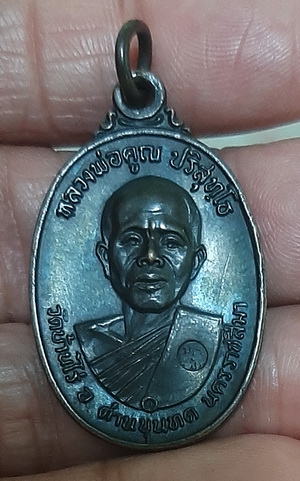 หลวงพ่อคูณ ปริสุทฺโธ
วัดบ้านไร่ อ ด่านขุนทด นครราชสีมา